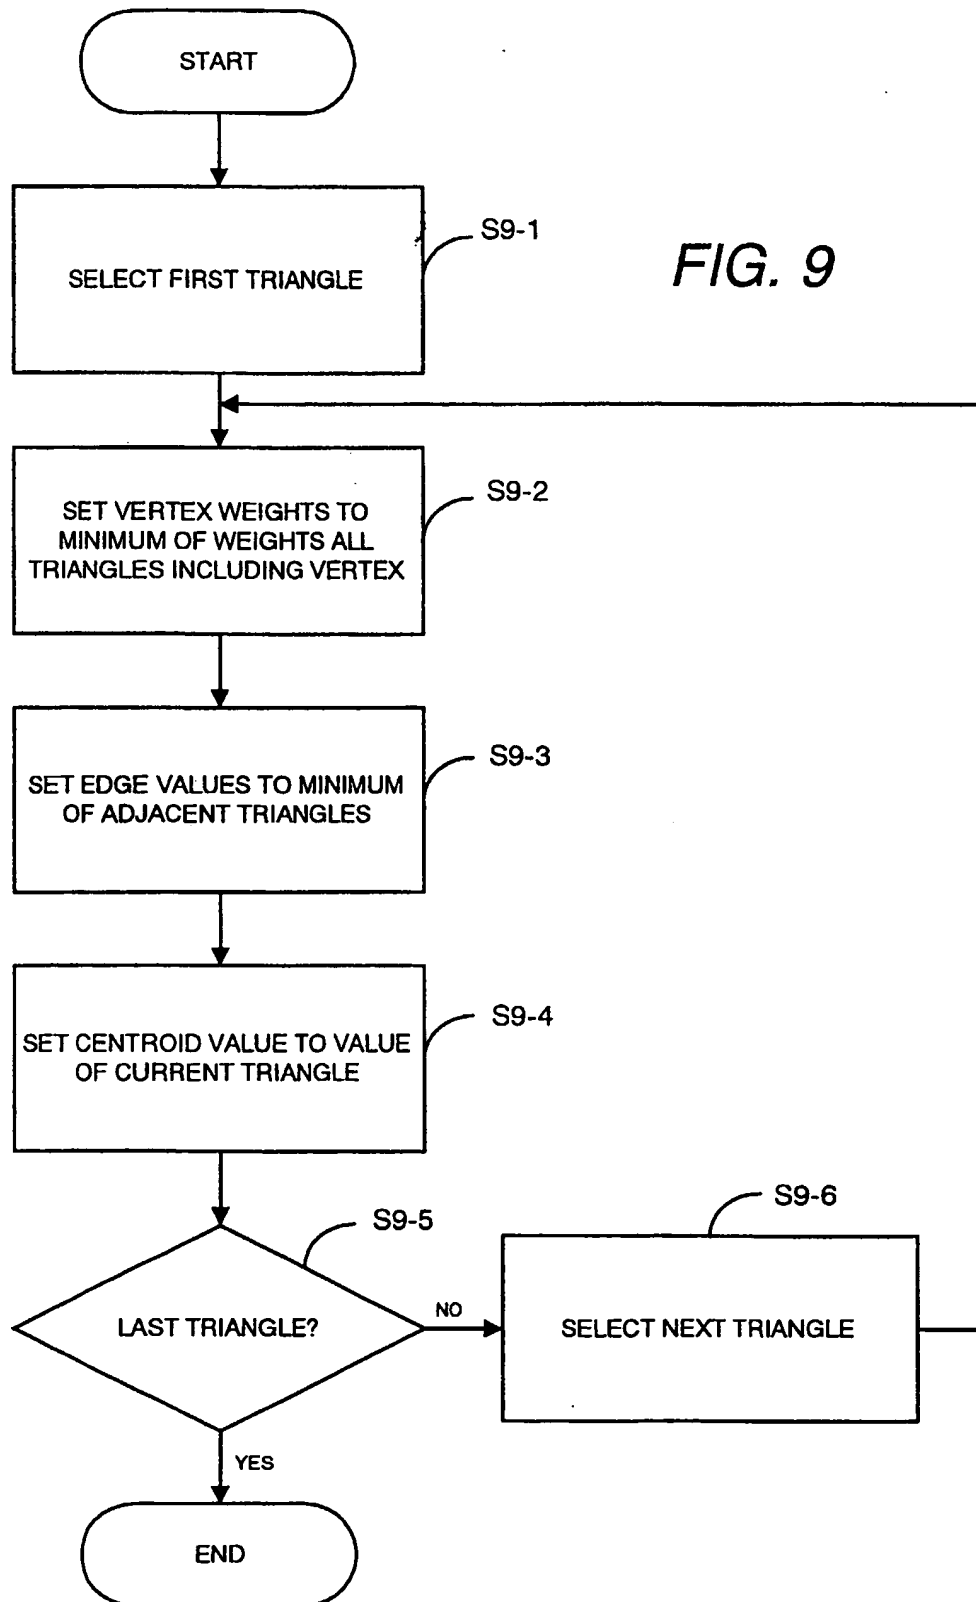 START
S9-1
FIG. 9
SELECT FIRST TRIANGLE
S9-2
SET VERTEX WEIGHTS TO
MINIMUM OF WEIGHTS ALL
TRIANGLES INCLUDING VERTEX
S9-3
SET EDGE VALUES TO MINIMUM
OF ADJACENT TRIANGLES
S9-4
SET CENTROID VALUE TO VALUE
OF CURRENT TRIANGLE
S9-5
S9-6
LAST TRIANGLE?
NO
SELECT NEXT TRIANGLE
YES
END